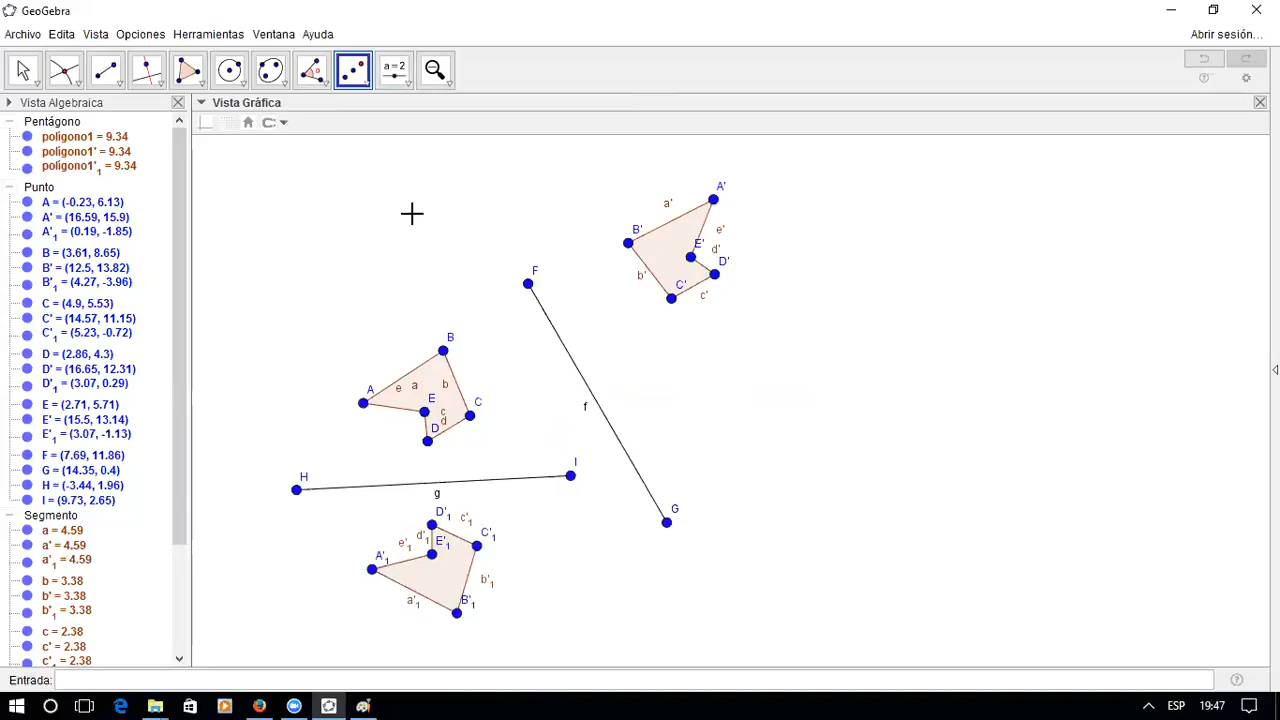 GeoGebra
Archivo Edita Vista Opciones Herramientas Ventana Ayuda Abrir sesión...
a = 2
Vista Algebraica
Vista Gráfica
Pentágono
polígono1 = 9.34
polígono1' = 9.34
polígono1'₁ = 9.34
Punto
A = (-0.23, 6.13)
A' = (16.59, 15.9)
A'₁ = (0.19, -1.85)
B = (3.61, 8.65)
B' = (12.5, 13.82)
B'₁ = (4.27, -3.96)
C = (4.9, 5.53)
C' = (14.57, 11.15)
C'₁ = (5.23, -0.72)
D = (2.86, 4.3)
D' = (16.65, 12.31)
D'₁ = (3.07, 0.29)
E = (2.71, 5.71)
E' = (15.5, 13.14)
E'₁ = (3.07, -1.13)
F = (7.69, 11.86)
G = (14.35, 0.4)
H = (-3.44, 1.96)
I = (9.73, 2.65)
Segmento
a = 4.59
a' = 4.59
a'₁ = 4.59
b = 3.38
b' = 3.38
b'₁ = 3.38
c = 2.38
c' = 2.38
c'₁ = 2.38
A'
a'
B'
e'
E'
d'
D'
b'
C'
c'
F
B
A
e
a
b
E
C
c
d
D
f
H
I
g
G
D'₁
c'₁
e'₁
d'₁
E'₁
C'₁
A'₁
b'₁
a'₁
B'₁
Entrada:
ESP 19:47